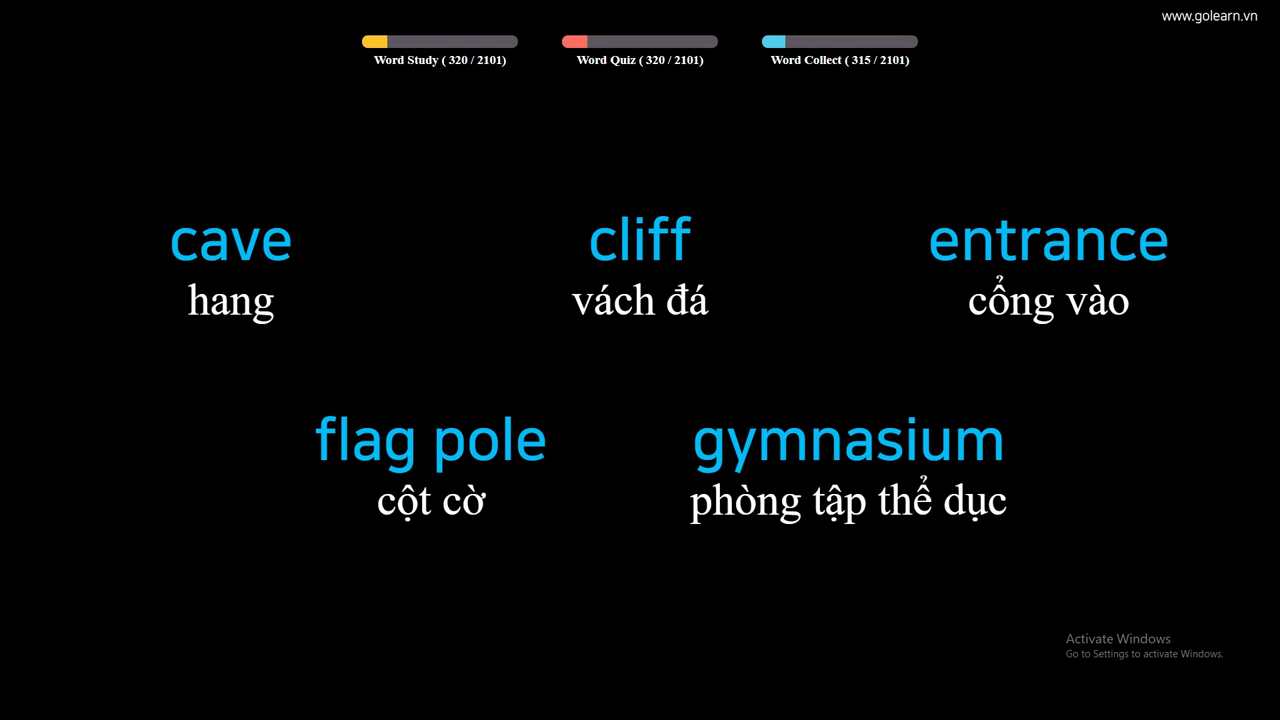 www.golearn.vn
Word Study ( 320 / 2101)
Word Quiz ( 320 / 2101)
Word Collect ( 315 / 2101)
cave
hang
cliff
vách đá
entrance
cổng vào
flag pole
cột cờ
gymnasium
phòng tập thể dục
Activate Windows
Go to Settings to activate Windows.